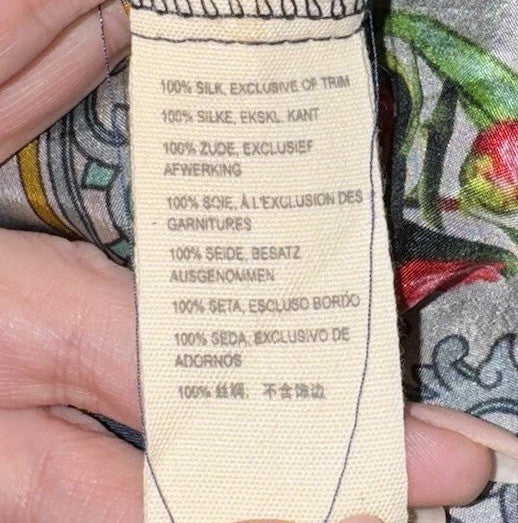 100% SILK, EXCLUSIVE OF TRIM
100% SILKE, EKSKL. KANT
100% ZIJDE, EXCLUSIEF
AFWERKING
100% SOIE, À L'EXCLUSION DES
GARNITURES
100% SEIDE, BESATZ
AUSGENOMMEN
100% SETA, ESCLUSO BORDO
100% SEDA, EXCLUSIVO DE
ADORNOS
100% 丝绸，不含饰边